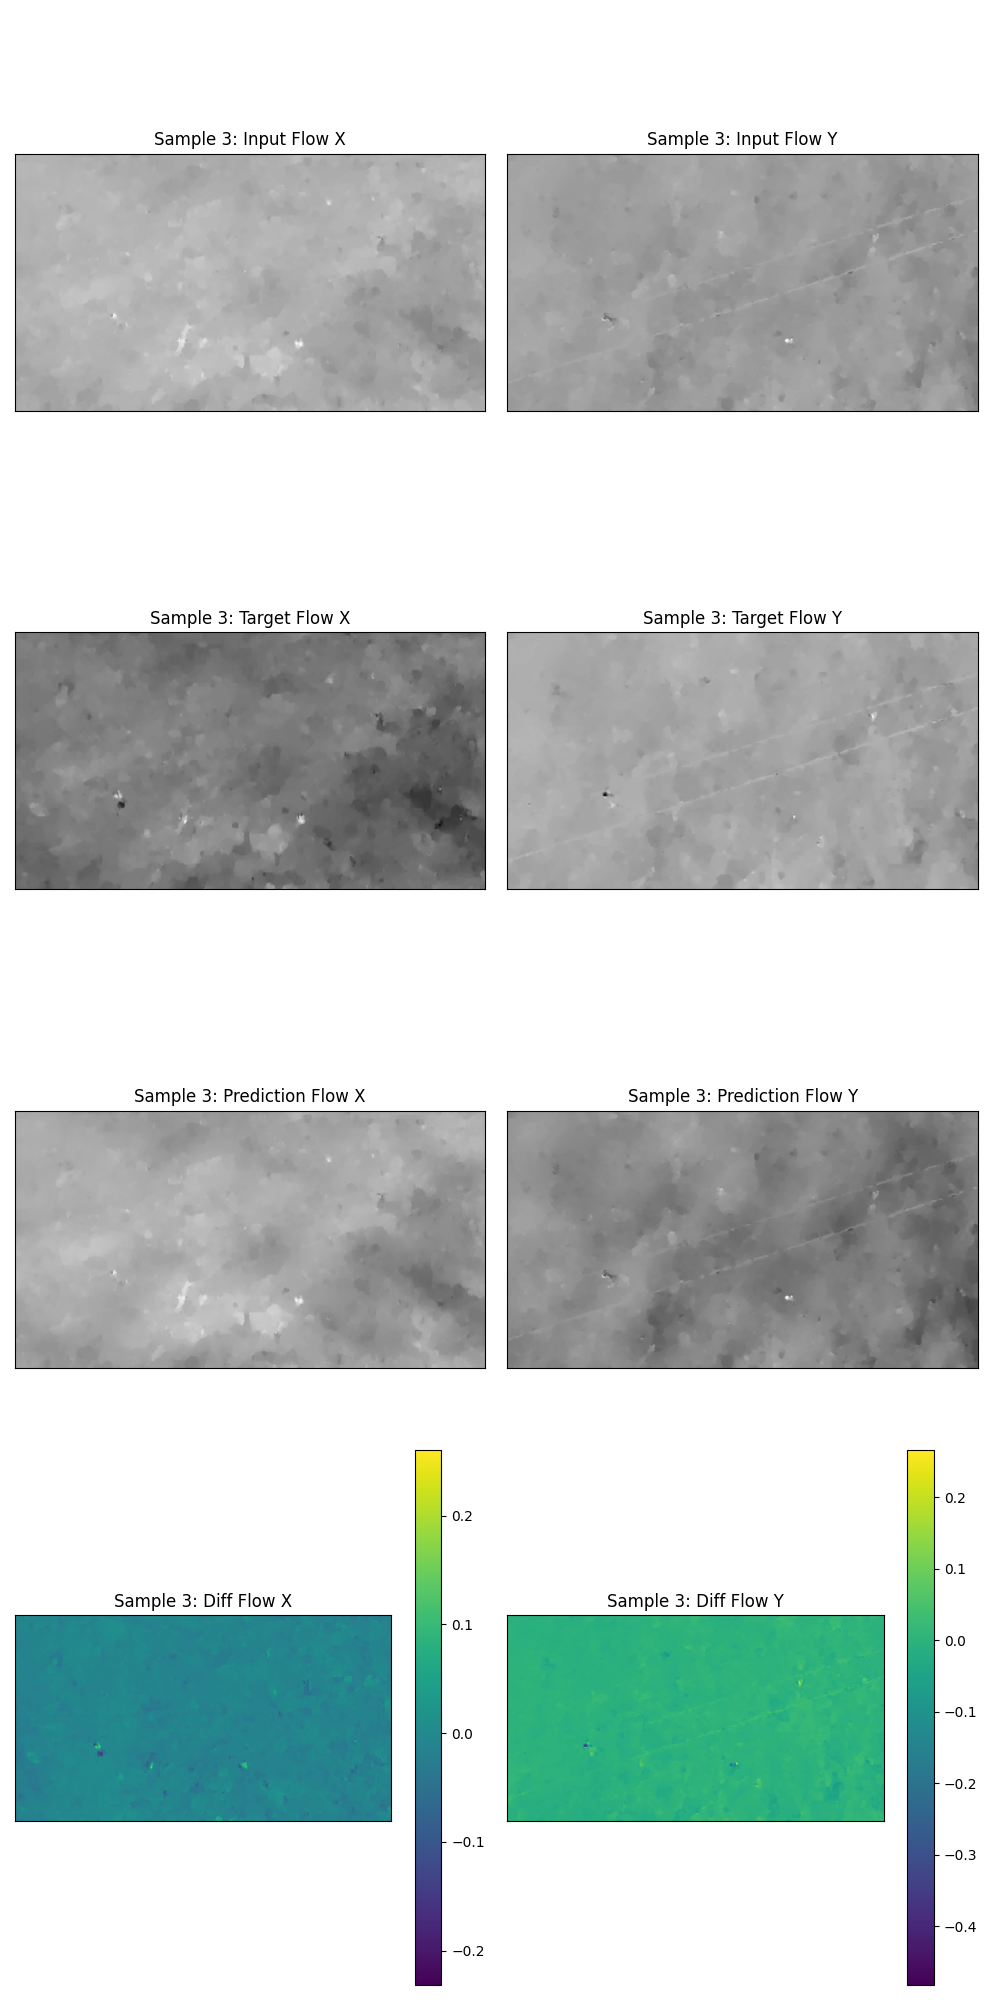 Sample 3: Input Flow X
Sample 3: Input Flow Y
Sample 3: Target Flow X
Sample 3: Target Flow Y
Sample 3: Prediction Flow X
Sample 3: Prediction Flow Y
Sample 3: Diff Flow X
0.2
0.1
0.0
−0.1
−0.2
Sample 3: Diff Flow Y
0.2
0.1
0.0
−0.1
−0.2
−0.3
−0.4